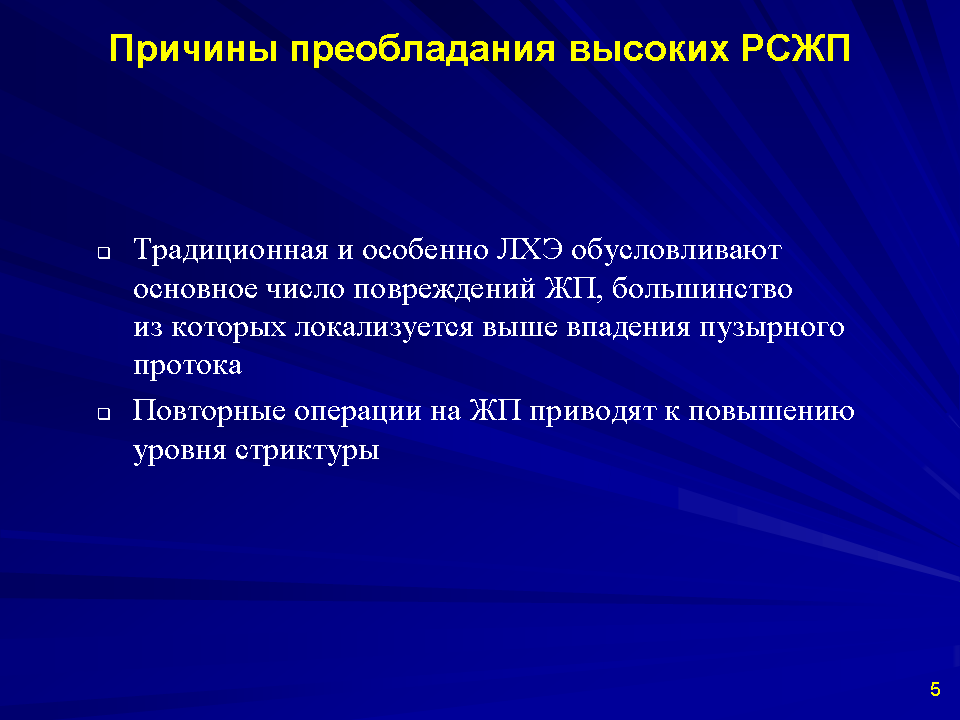 Причины преобладания высоких РСЖП
Традиционная и особенно ЛХЭ обусловливают
основное число повреждений ЖП, большинство
из которых локализуется выше впадения пузырного
протока
Повторные операции на ЖП приводят к повышению
уровня стриктуры
5